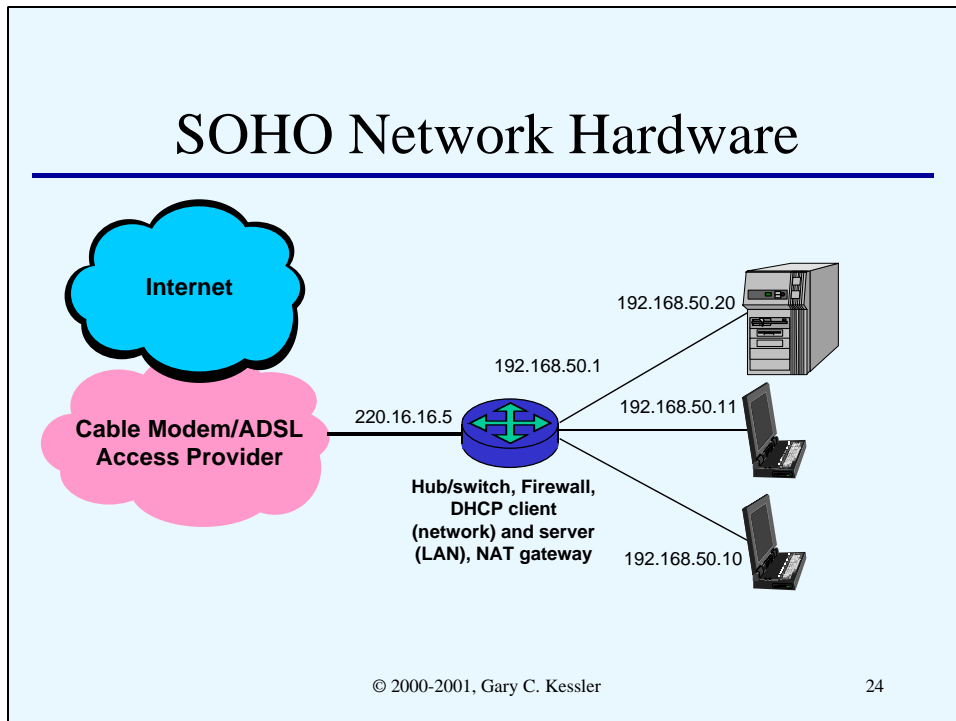 SOHO Network Hardware
Internet
Cable Modem/ADSL
Access Provider
220.16.16.5
192.168.50.1
192.168.50.20
192.168.50.11
192.168.50.10
Hub/switch, Firewall,
DHCP client
(network) and server
(LAN), NAT gateway
© 2000-2001, Gary C. Kessler
24